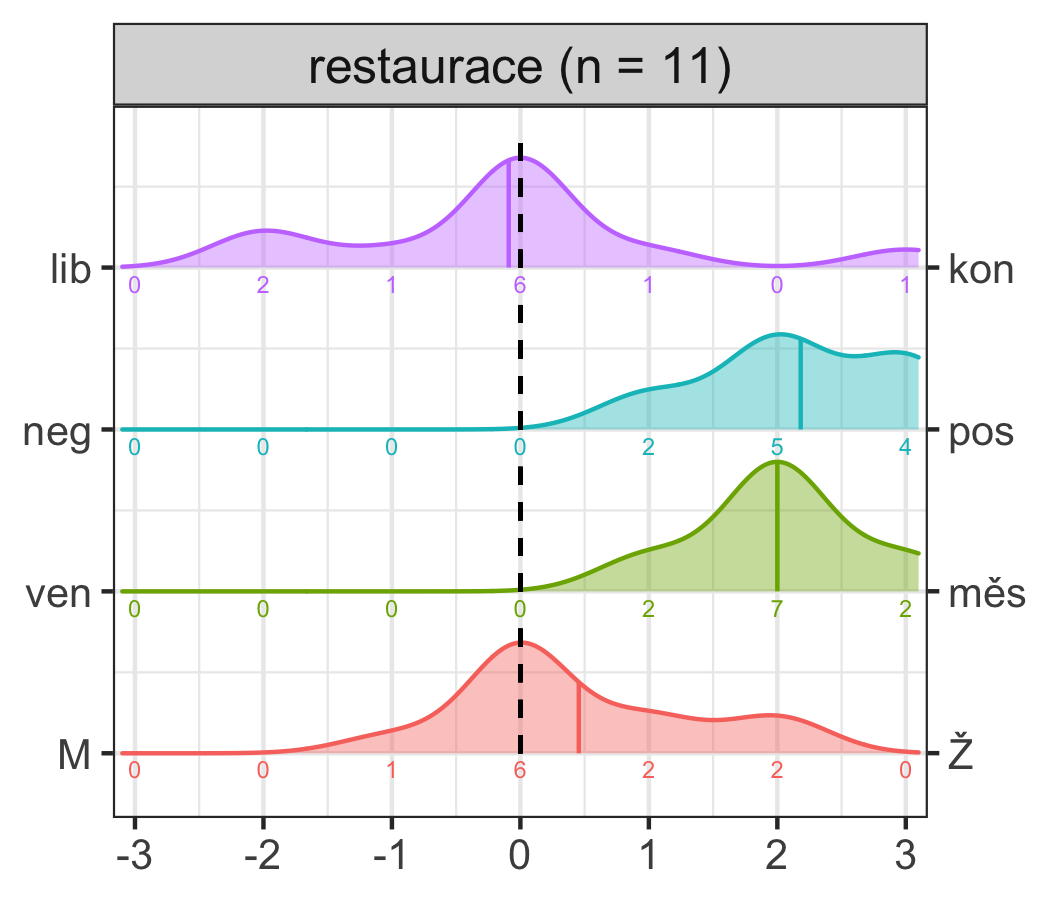 restaurace (n = 11)
lib kon
0 2 1 6 1 0 1
neg pos
0 0 0 0 2 5 4
ven měs
0 0 0 0 2 7 2
M Ž
0 0 1 6 2 2 0
-3 -2 -1 0 1 2 3